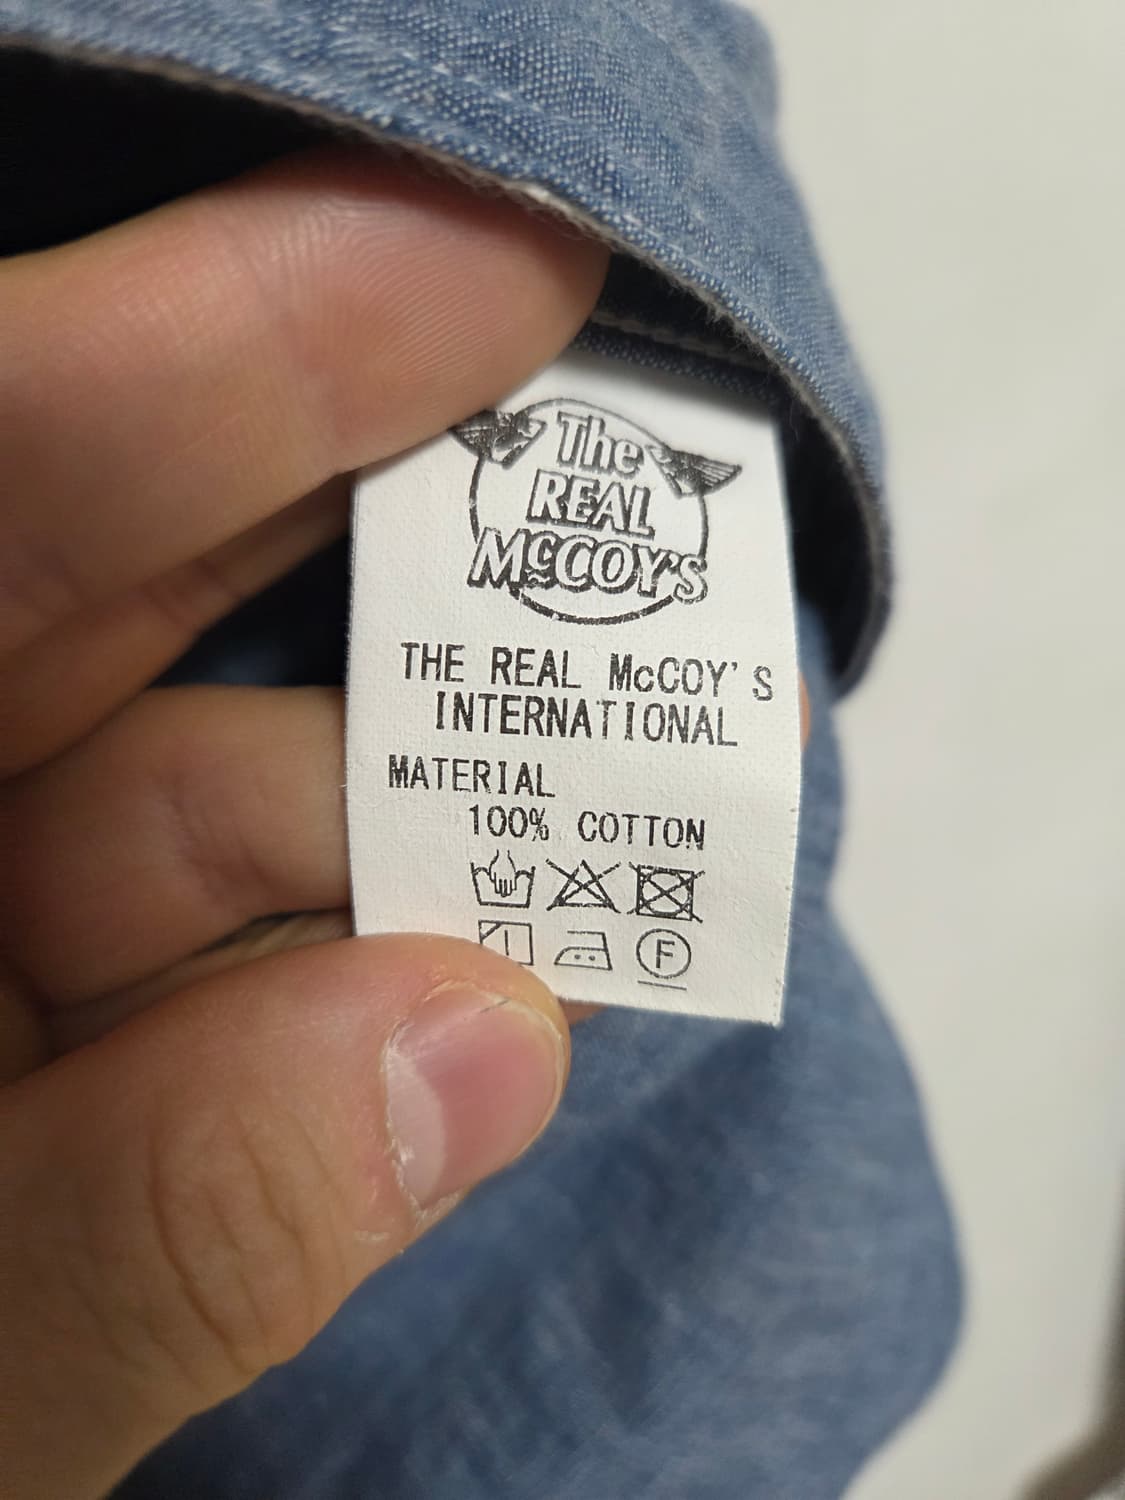 The
REAL
McCOY'S
THE REAL McCOY'S
INTERNATIONAL
MATERIAL
100% COTTON
F